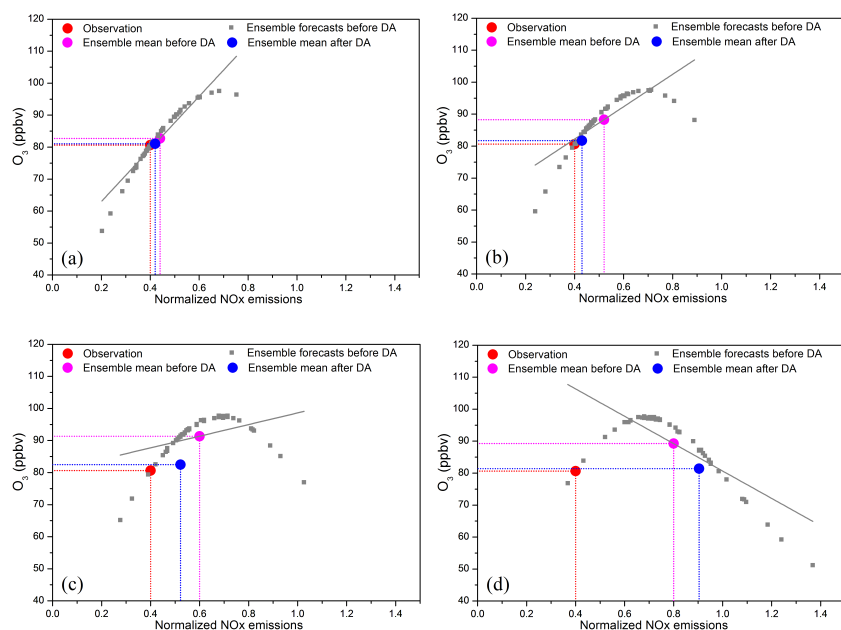 Observation
Ensemble forecasts before DA
Ensemble mean before DA
Ensemble mean after DA
120
110
100
90
80
70
60
50
40
O3 (ppbv)
(a)
0.0 0.2 0.4 0.6 0.8 1.0 1.2 1.4
Normalized NOx emissions
Observation
Ensemble forecasts before DA
Ensemble mean before DA
Ensemble mean after DA
120
110
100
90
80
70
60
50
40
O3 (ppbv)
(b)
0.0 0.2 0.4 0.6 0.8 1.0 1.2 1.4
Normalized NOx emissions
Observation
Ensemble forecasts before DA
Ensemble mean before DA
Ensemble mean after DA
120
110
100
90
80
70
60
50
40
O3 (ppbv)
(c)
0.0 0.2 0.4 0.6 0.8 1.0 1.2 1.4
Normalized NOx emissions
Observation
Ensemble forecasts before DA
Ensemble mean before DA
Ensemble mean after DA
120
110
100
90
80
70
60
50
40
O3 (ppbv)
(d)
0.0 0.2 0.4 0.6 0.8 1.0 1.2 1.4
Normalized NOx emissions